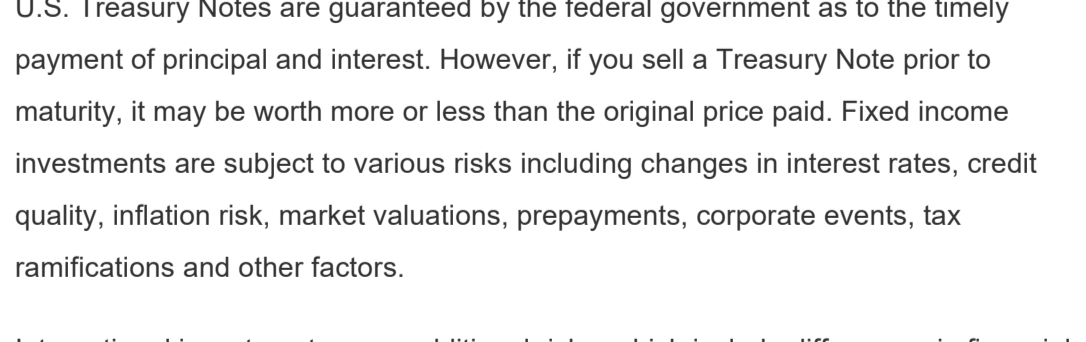 U.S. Treasury Notes are guaranteed by the federal government as to the timely
payment of principal and interest. However, if you sell a Treasury Note prior to
maturity, it may be worth more or less than the original price paid. Fixed income
investments are subject to various risks including changes in interest rates, credit
quality, inflation risk, market valuations, prepayments, corporate events, tax
ramifications and other factors.